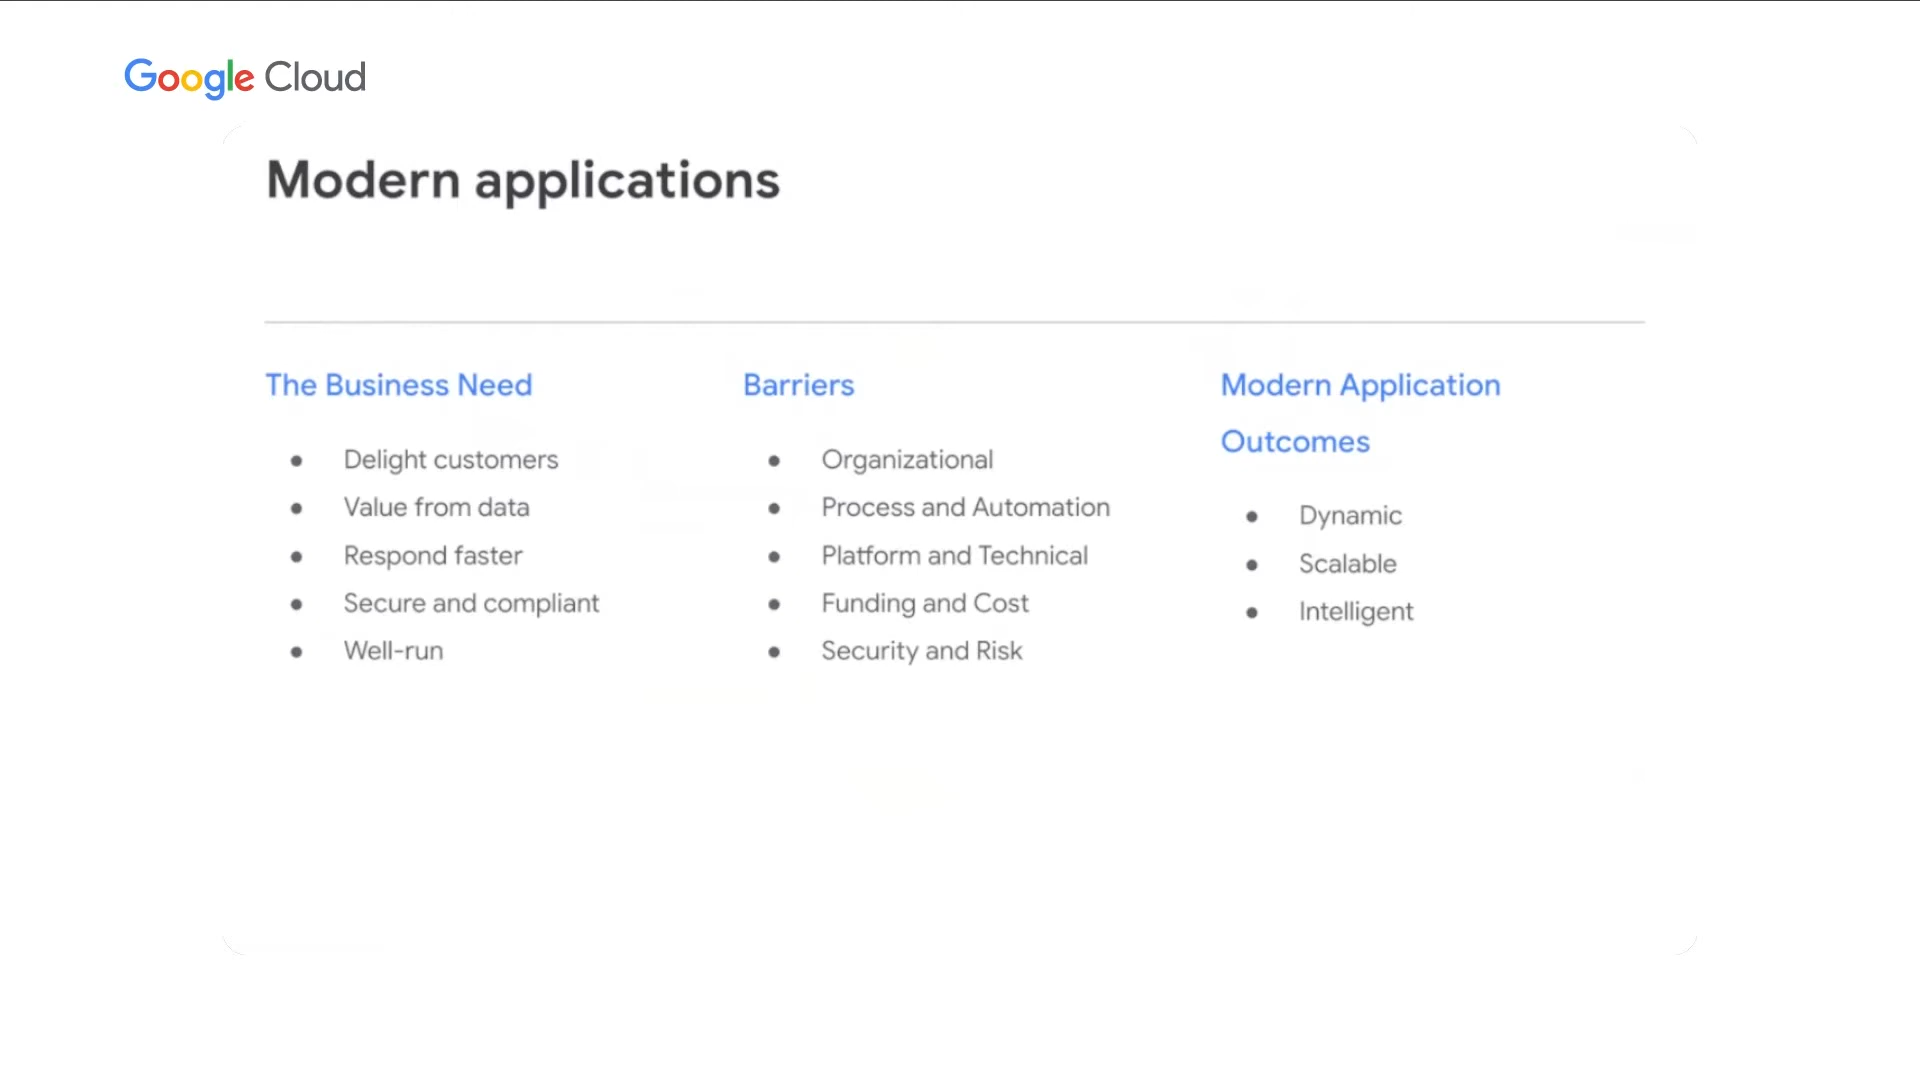 Google Cloud
Modern applications
The Business Need
• Delight customers
• Value from data
• Respond faster
• Secure and compliant
• Well-run
Barriers
• Organizational
• Process and Automation
• Platform and Technical
• Funding and Cost
• Security and Risk
Modern Application
Outcomes
• Dynamic
• Scalable
• Intelligent